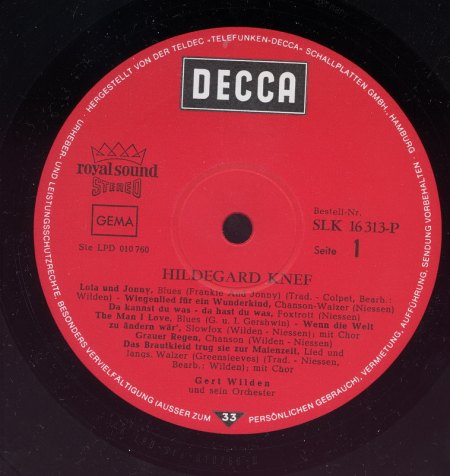 · HERGESTELLT VON DER TELDEC »TELEFUNKEN-DECCA« SCHALLPLATTEN GMBH., HAMBURG · URHEBER- UND LEISTUNGSSCHUTZRECHTE, BESONDERS VERVIELFÄLTIGUNG (AUSSER ZUM PERSÖNLICHEN GEBRAUCH), VERMIETUNG, AUFFÜHRUNG, SENDUNG VORBEHALTEN
DECCA
royal sound
STEREO
GEMA
Ste LPD 010 760
Bestell-Nr.
SLK 16 313-P
Seite 1
HILDEGARD KNEF
Lola und Jonny, Blues (Frankie And Jonny) (Trad. - Colpet, Bearb.:
Wilden) - Wiegenlied für ein Wunderkind, Chanson-Walzer (Niessen)
Da kannst du was - da hast du wax, Foxtrott (Niessen)
The Man I Love, Blues (G. u. I. Gershwin) - Wenn die Welt
zu ändern wär', Slowfox (Wilden - Niessen); mit Chor
Grauer Regen, Chanson (Wilden - Niessen)
Das Brautkleid trug sie zur Maienzeit, Lied und
langs. Walzer (Greensleeves) (Trad. - Niessen,
Bearb.: Wilden); mit Chor
Gert Wilden
und sein Orchester
33